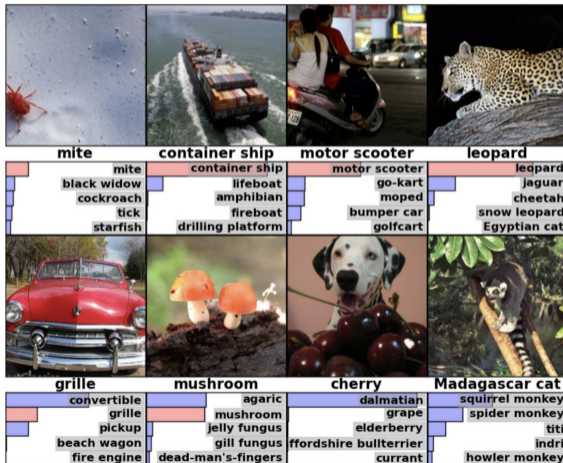 mite container ship motor scooter leopard
mite container ship motor scooter leopard
black widow lifeboat go-kart jaguar
cockroach amphibian moped cheetah
tick fireboat bumper car snow leopard
starfish drilling platform golfcart Egyptian cat
grille mushroom cherry Madagascar cat
convertible agaric dalmatian squirrel monkey
grille mushroom grape spider monkey
pickup jelly fungus elderberry titi
beach wagon gill fungus ffordshire bullterrier indri
fire engine dead-man's-fingers currant howler monkey